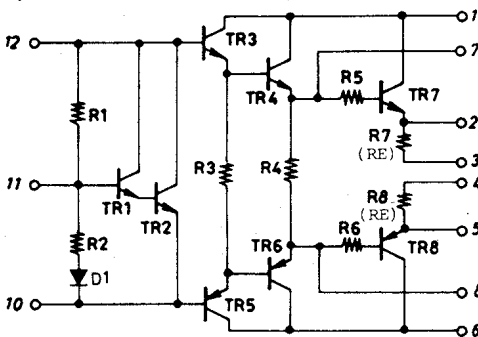 12 TR3 1
R5 7
TR4 TR7
R1 2
R7
(RE)
3
R3 R4
11 4
TR1 TR2 R8
(RE)
R2 TR6 R6 5
D1 TR8
10 TR5 8
6